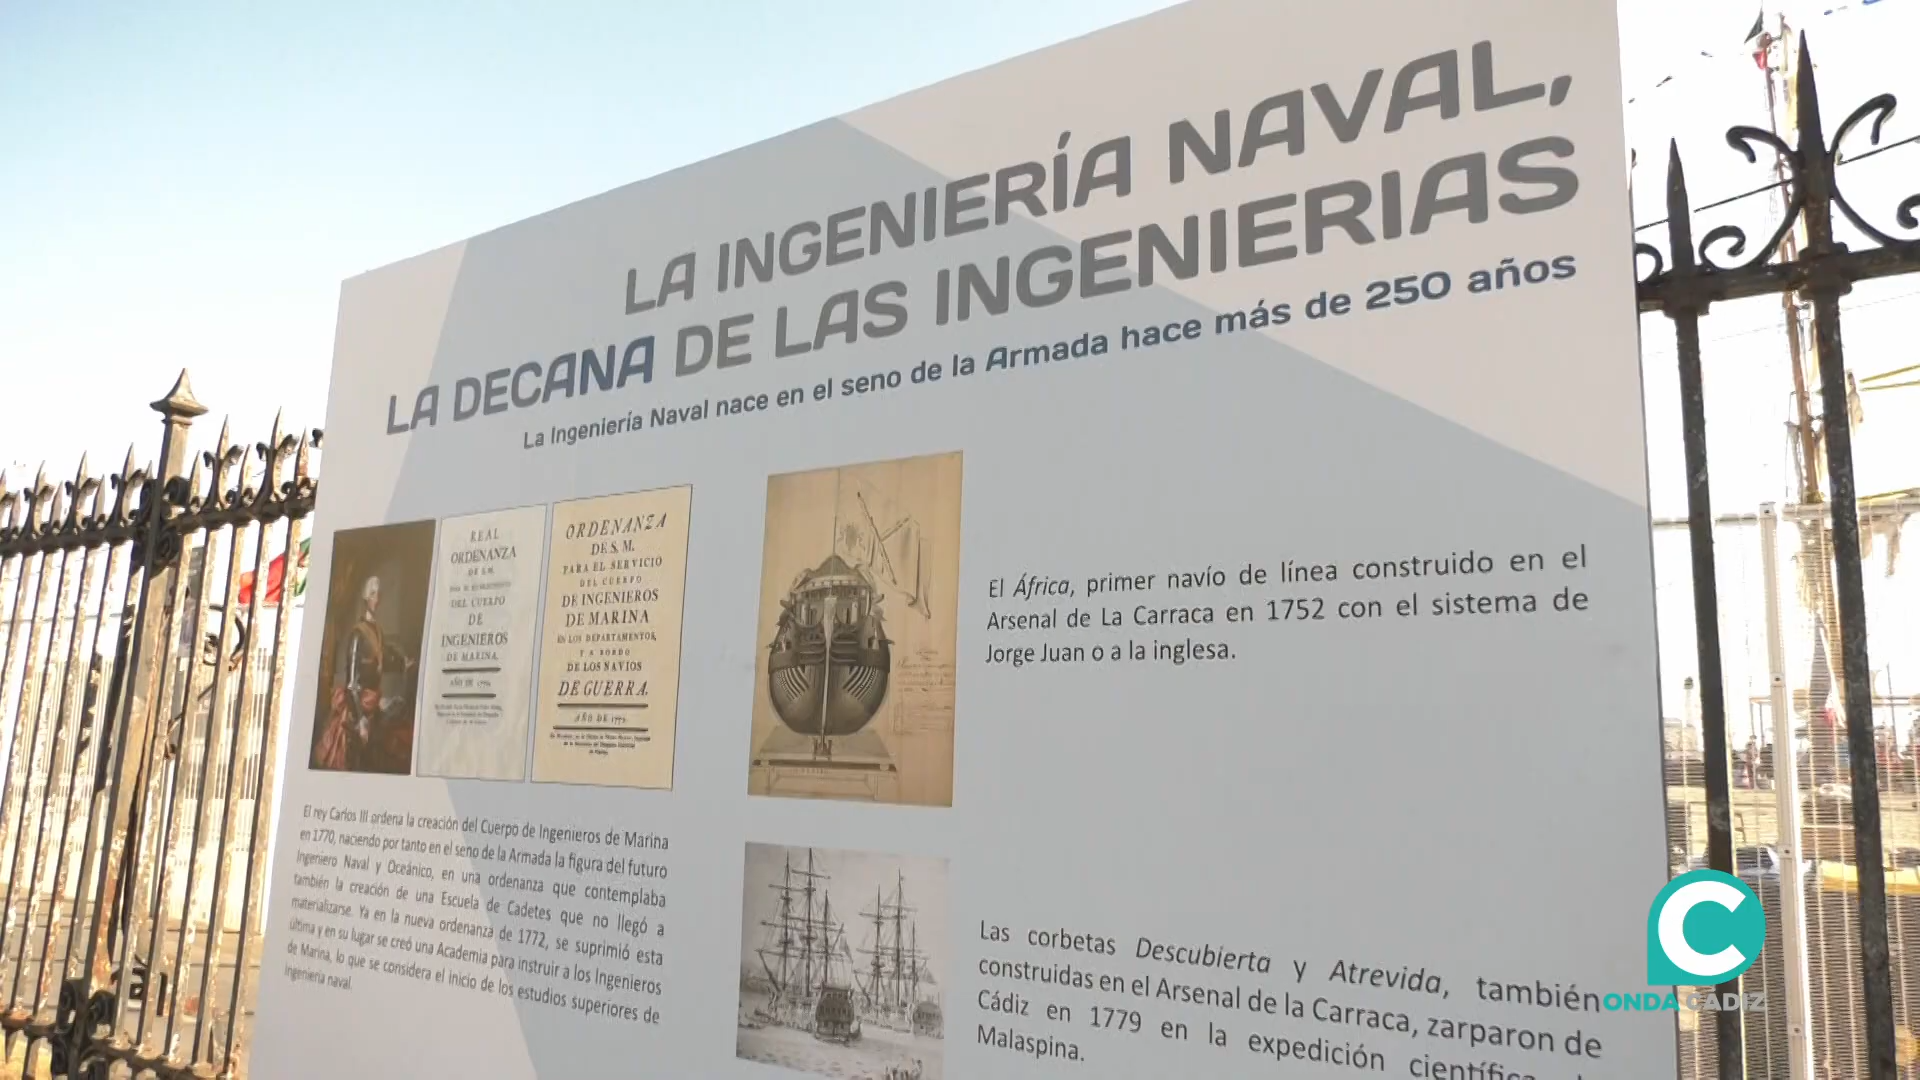 LA INGENIERÍA NAVAL,
LA DECANA DE LAS INGENIERIAS
La Ingeniería Naval nace en el seno de la Armada hace más de 250 años
REAL
ORDENANZA
DE S.M.
DEL CUERPO
DE
INGENIEROS
DE MARINA.
AÑO DE 1770.
ORDENANZA
DE S. M.
PARA EL SERVICIO
DEL CUERPO
DE INGENIEROS
DE MARINA
EN LOS DEPARTAMENTOS,
Y A BORDO
DE LOS NAVIOS
DE GUERRA.
AÑO DE 1772.
El rey Carlos III ordena la creación del Cuerpo de Ingenieros de Marina
en 1770, naciendo por tanto en el seno de la Armada la figura del futuro
Ingeniero Naval y Oceánico, en una ordenanza que contemplaba
también la creación de una Escuela de Cadetes que no llegó a
materializarse. Ya en la nueva ordenanza de 1772, se suprimió esta
última y en su lugar se creó una Academia para instruir a los Ingenieros
de Marina, lo que se considera el inicio de los estudios superiores de
ingeniería naval.
El África, primer navío de línea construido en el
Arsenal de La Carraca en 1752 con el sistema de
Jorge Juan o a la inglesa.
Las corbetas Descubierta y Atrevida, también
construidas en el Arsenal de la Carraca, zarparon de
Cádiz en 1779 en la expedición científica
Malaspina.
C
ONDA CÁDIZ